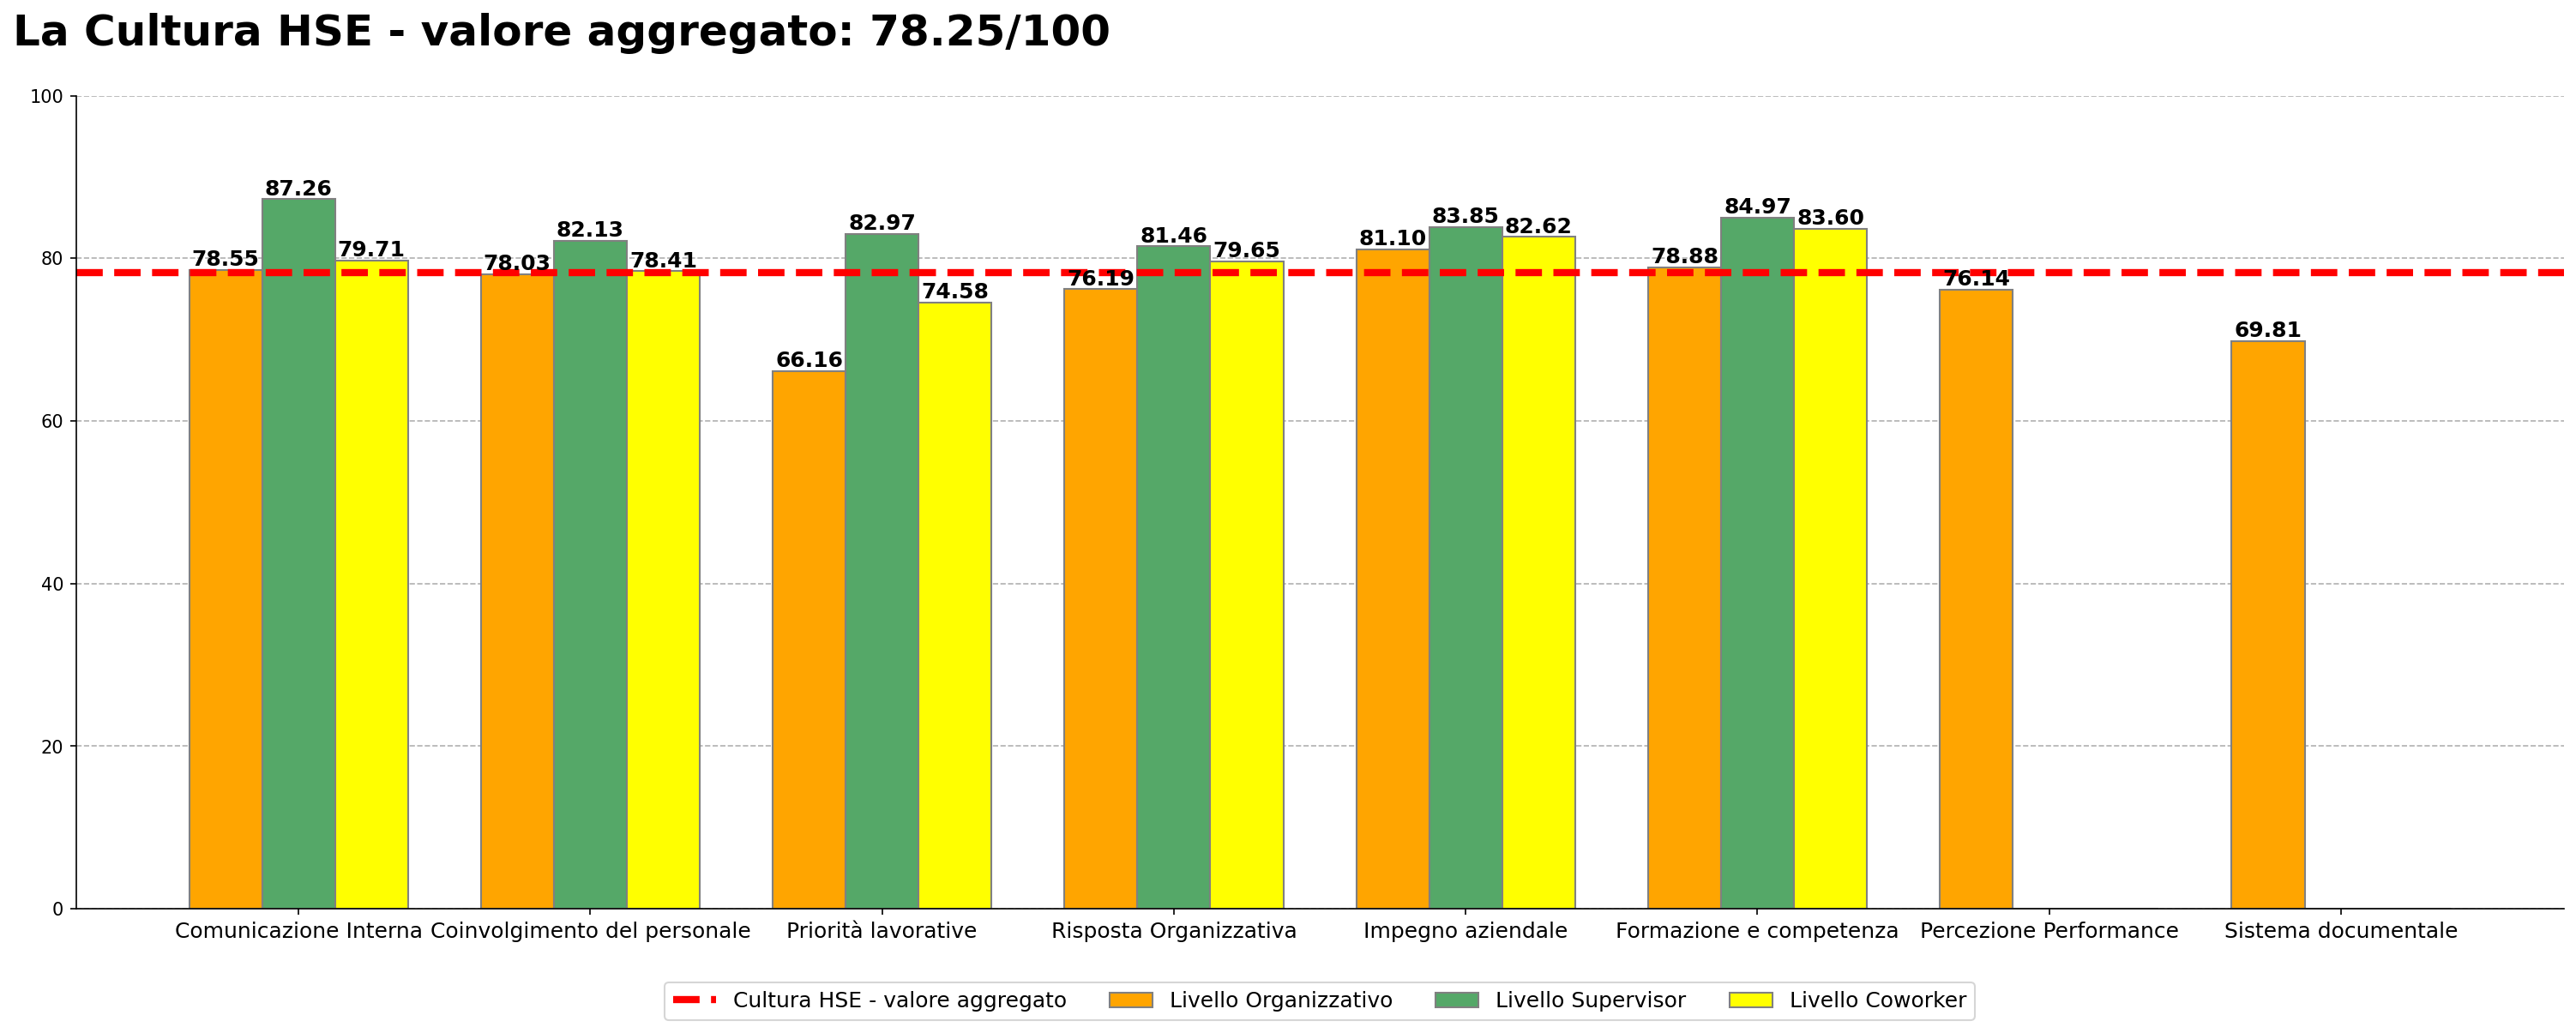 La Cultura HSE - valore aggregato: 78.25/100
100
80
60
40
20
0
78.55
87.26
79.71
78.03
82.13
78.41
66.16
82.97
74.58
76.19
81.46
79.65
81.10
83.85
82.62
78.88
84.97
83.60
76.14
69.81
Comunicazione Interna
Coinvolgimento del personale
Priorità lavorative
Risposta Organizzativa
Impegno aziendale
Formazione e competenza
Percezione Performance
Sistema documentale
Cultura HSE - valore aggregato
Livello Organizzativo
Livello Supervisor
Livello Coworker